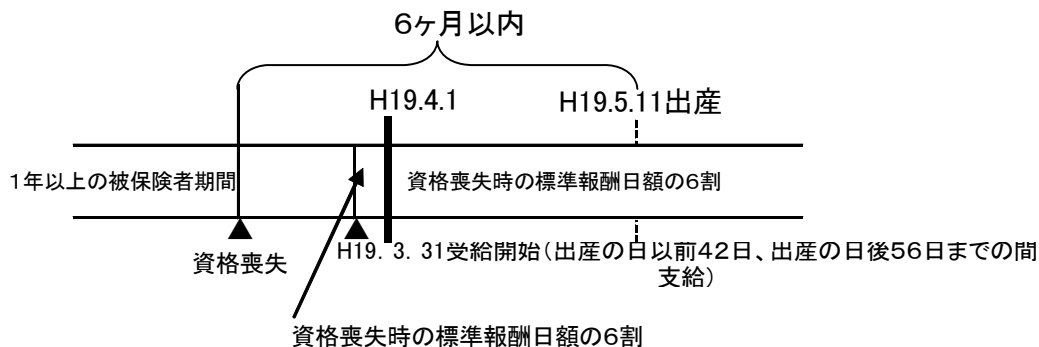 6ヶ月以内
H19.4.1
H19.5.11出産
1年以上の被保険者期間
資格喪失時の標準報酬日額の6割
資格喪失
H19. 3. 31受給開始(出産の日以前42日、出産の日後56日までの間
支給)
資格喪失時の標準報酬日額の6割